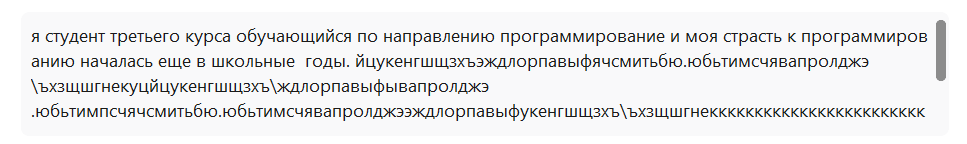 я студент третьего курса обучающийся по направлению программирование и моя страсть к программиров
анию началась еще в школьные  годы. йцукенгшщзхъэждлорпавыфячсмитьбю.юбьтимсчявапролджэ
\ъхзщшгнекуцйцукенгшщзхъ\ждлорпавыфывапролджэ
.юбьтимпсчячсмитьбю.юбьтимсчявапролджээждлорпавыфукенгшщзхъ\ъхзщшгнекккккккккккккккккккккккк